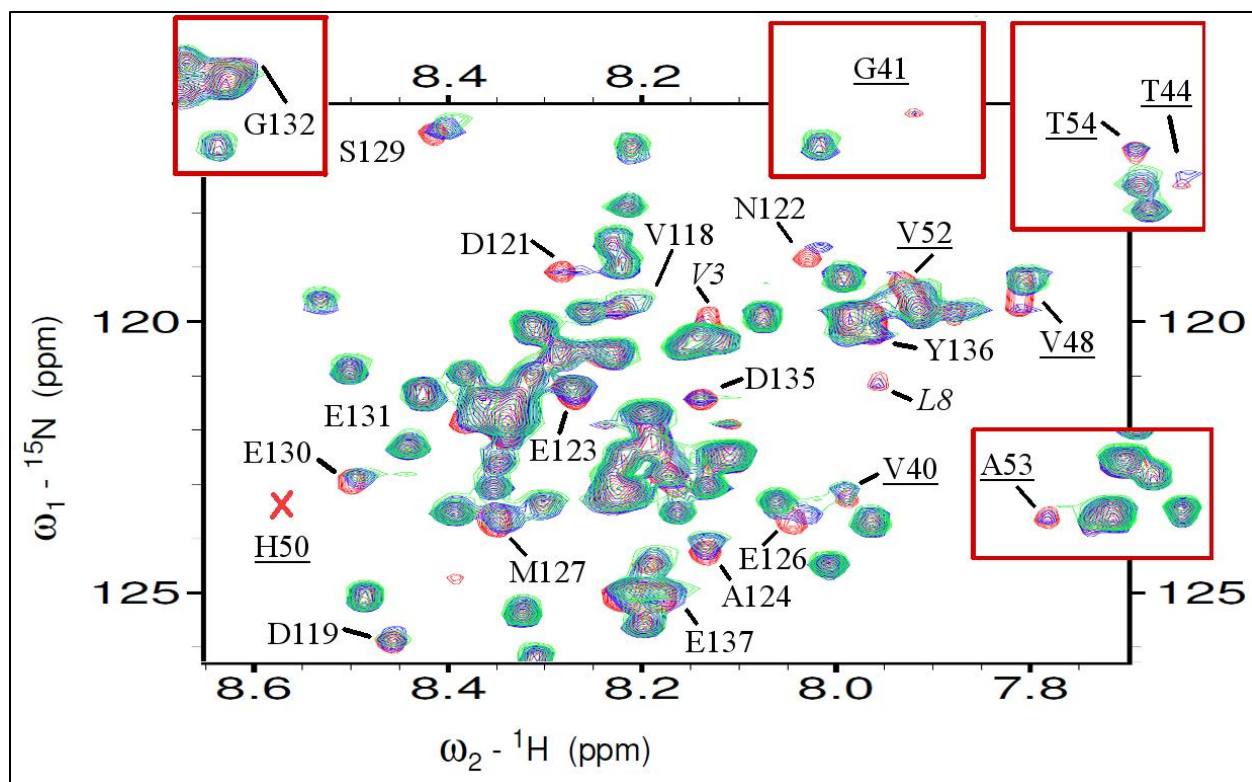 8.4 8.2
G41
T44
T54
G132
S129
N122
D121
V118
V52
V3
120 120
Y136
V48
D135
L8
E131
E123
E130
V40
A53
H50
M127
E126
A124
125 125
D119
E137
8.6 8.4 8.2 8.0 7.8
ω1 - 15N (ppm)
ω2 - 1H (ppm)